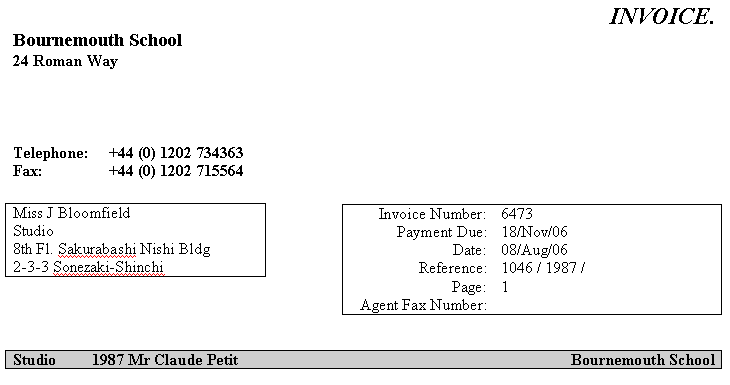 INVOICE.
Bournemouth School
24 Roman Way
Telephone: +44 (0) 1202 734363
Fax: +44 (0) 1202 715564
Miss J Bloomfield
Studio
8th Fl. Sakurabashi Nishi Bldg
2-3-3 Sonezaki-Shinchi
Invoice Number: 6473
Payment Due: 18/Nov/06
Date: 08/Aug/06
Reference: 1046 / 1987 /
Page: 1
Agent Fax Number:
Studio 1987 Mr Claude Petit Bournemouth School